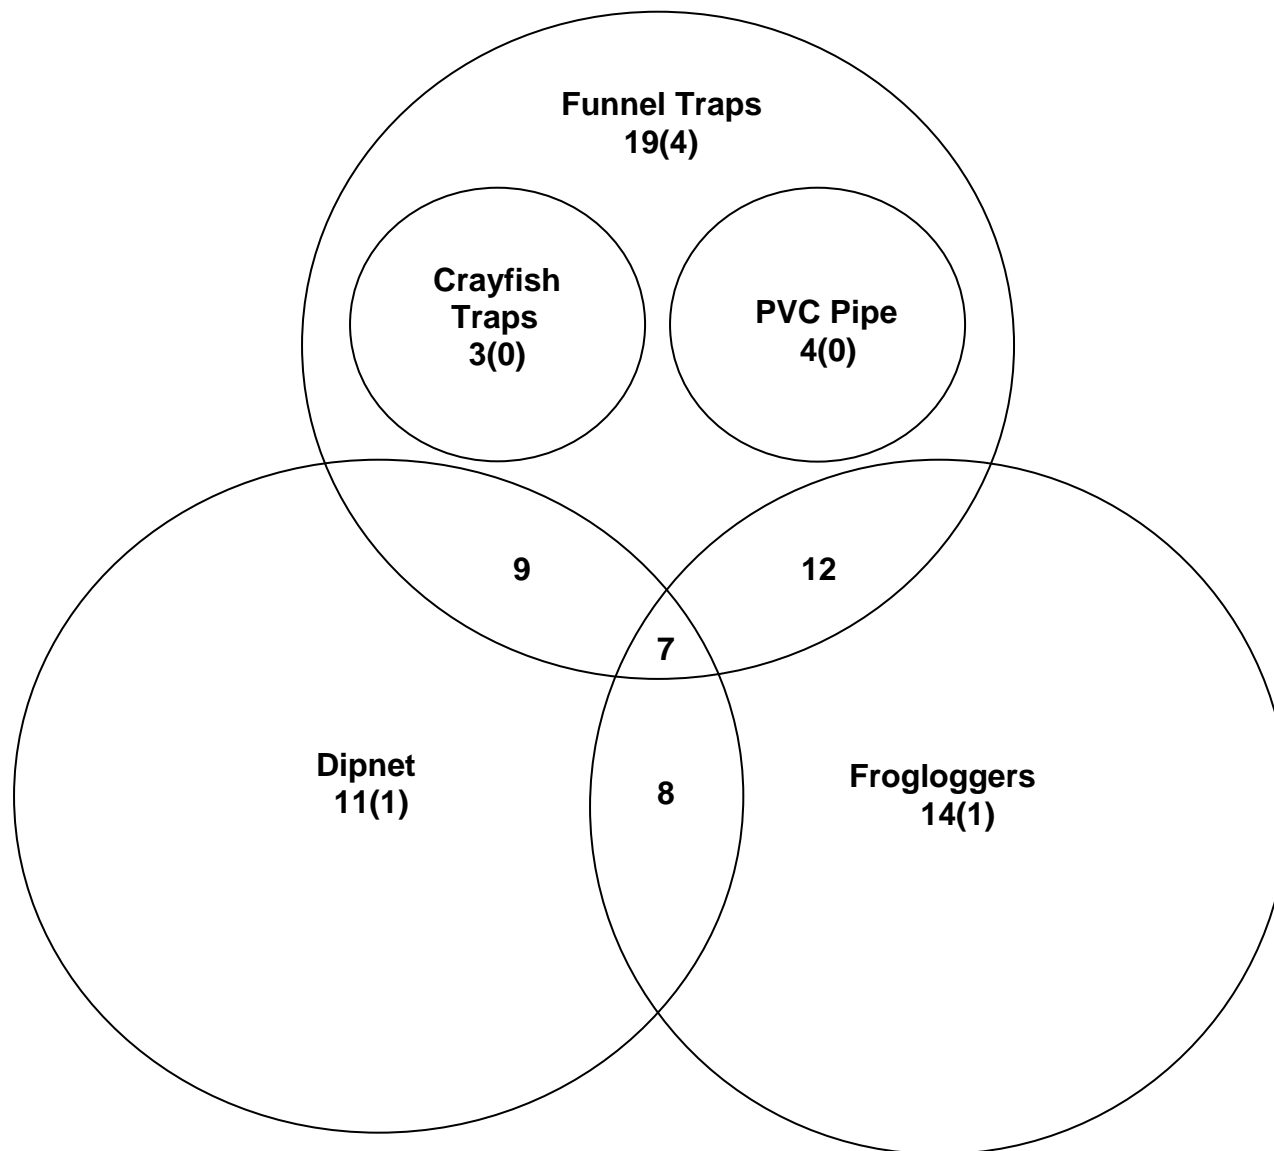 Funnel Traps
19(4)
Crayfish
Traps
3(0)
PVC Pipe
4(0)
9
12
7
Dipnet
11(1)
8
Frogloggers
14(1)